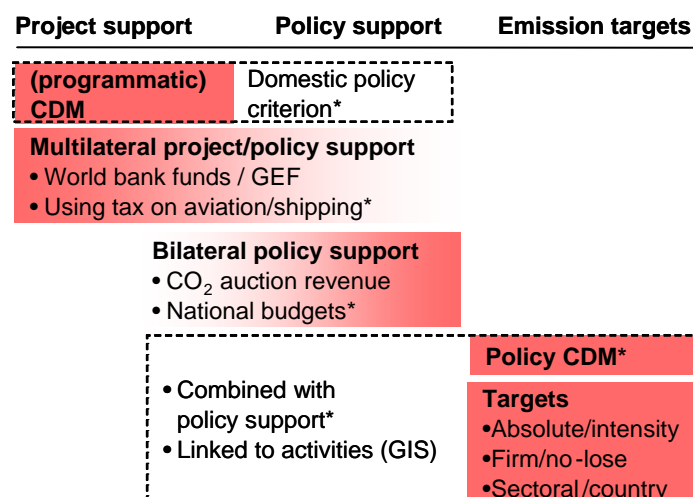 Project support Policy support Emission targets
(programmatic) CDM
Domestic policy criterion*
Multilateral project/policy support
• World bank funds / GEF
• Using tax on aviation/shipping*
Bilateral policy support
• CO2 auction revenue
• National budgets*
Policy CDM*
• Combined with
policy support*
• Linked to activities (GIS)
Targets
•Absolute/intensity
•Firm/no-lose
•Sectoral/country